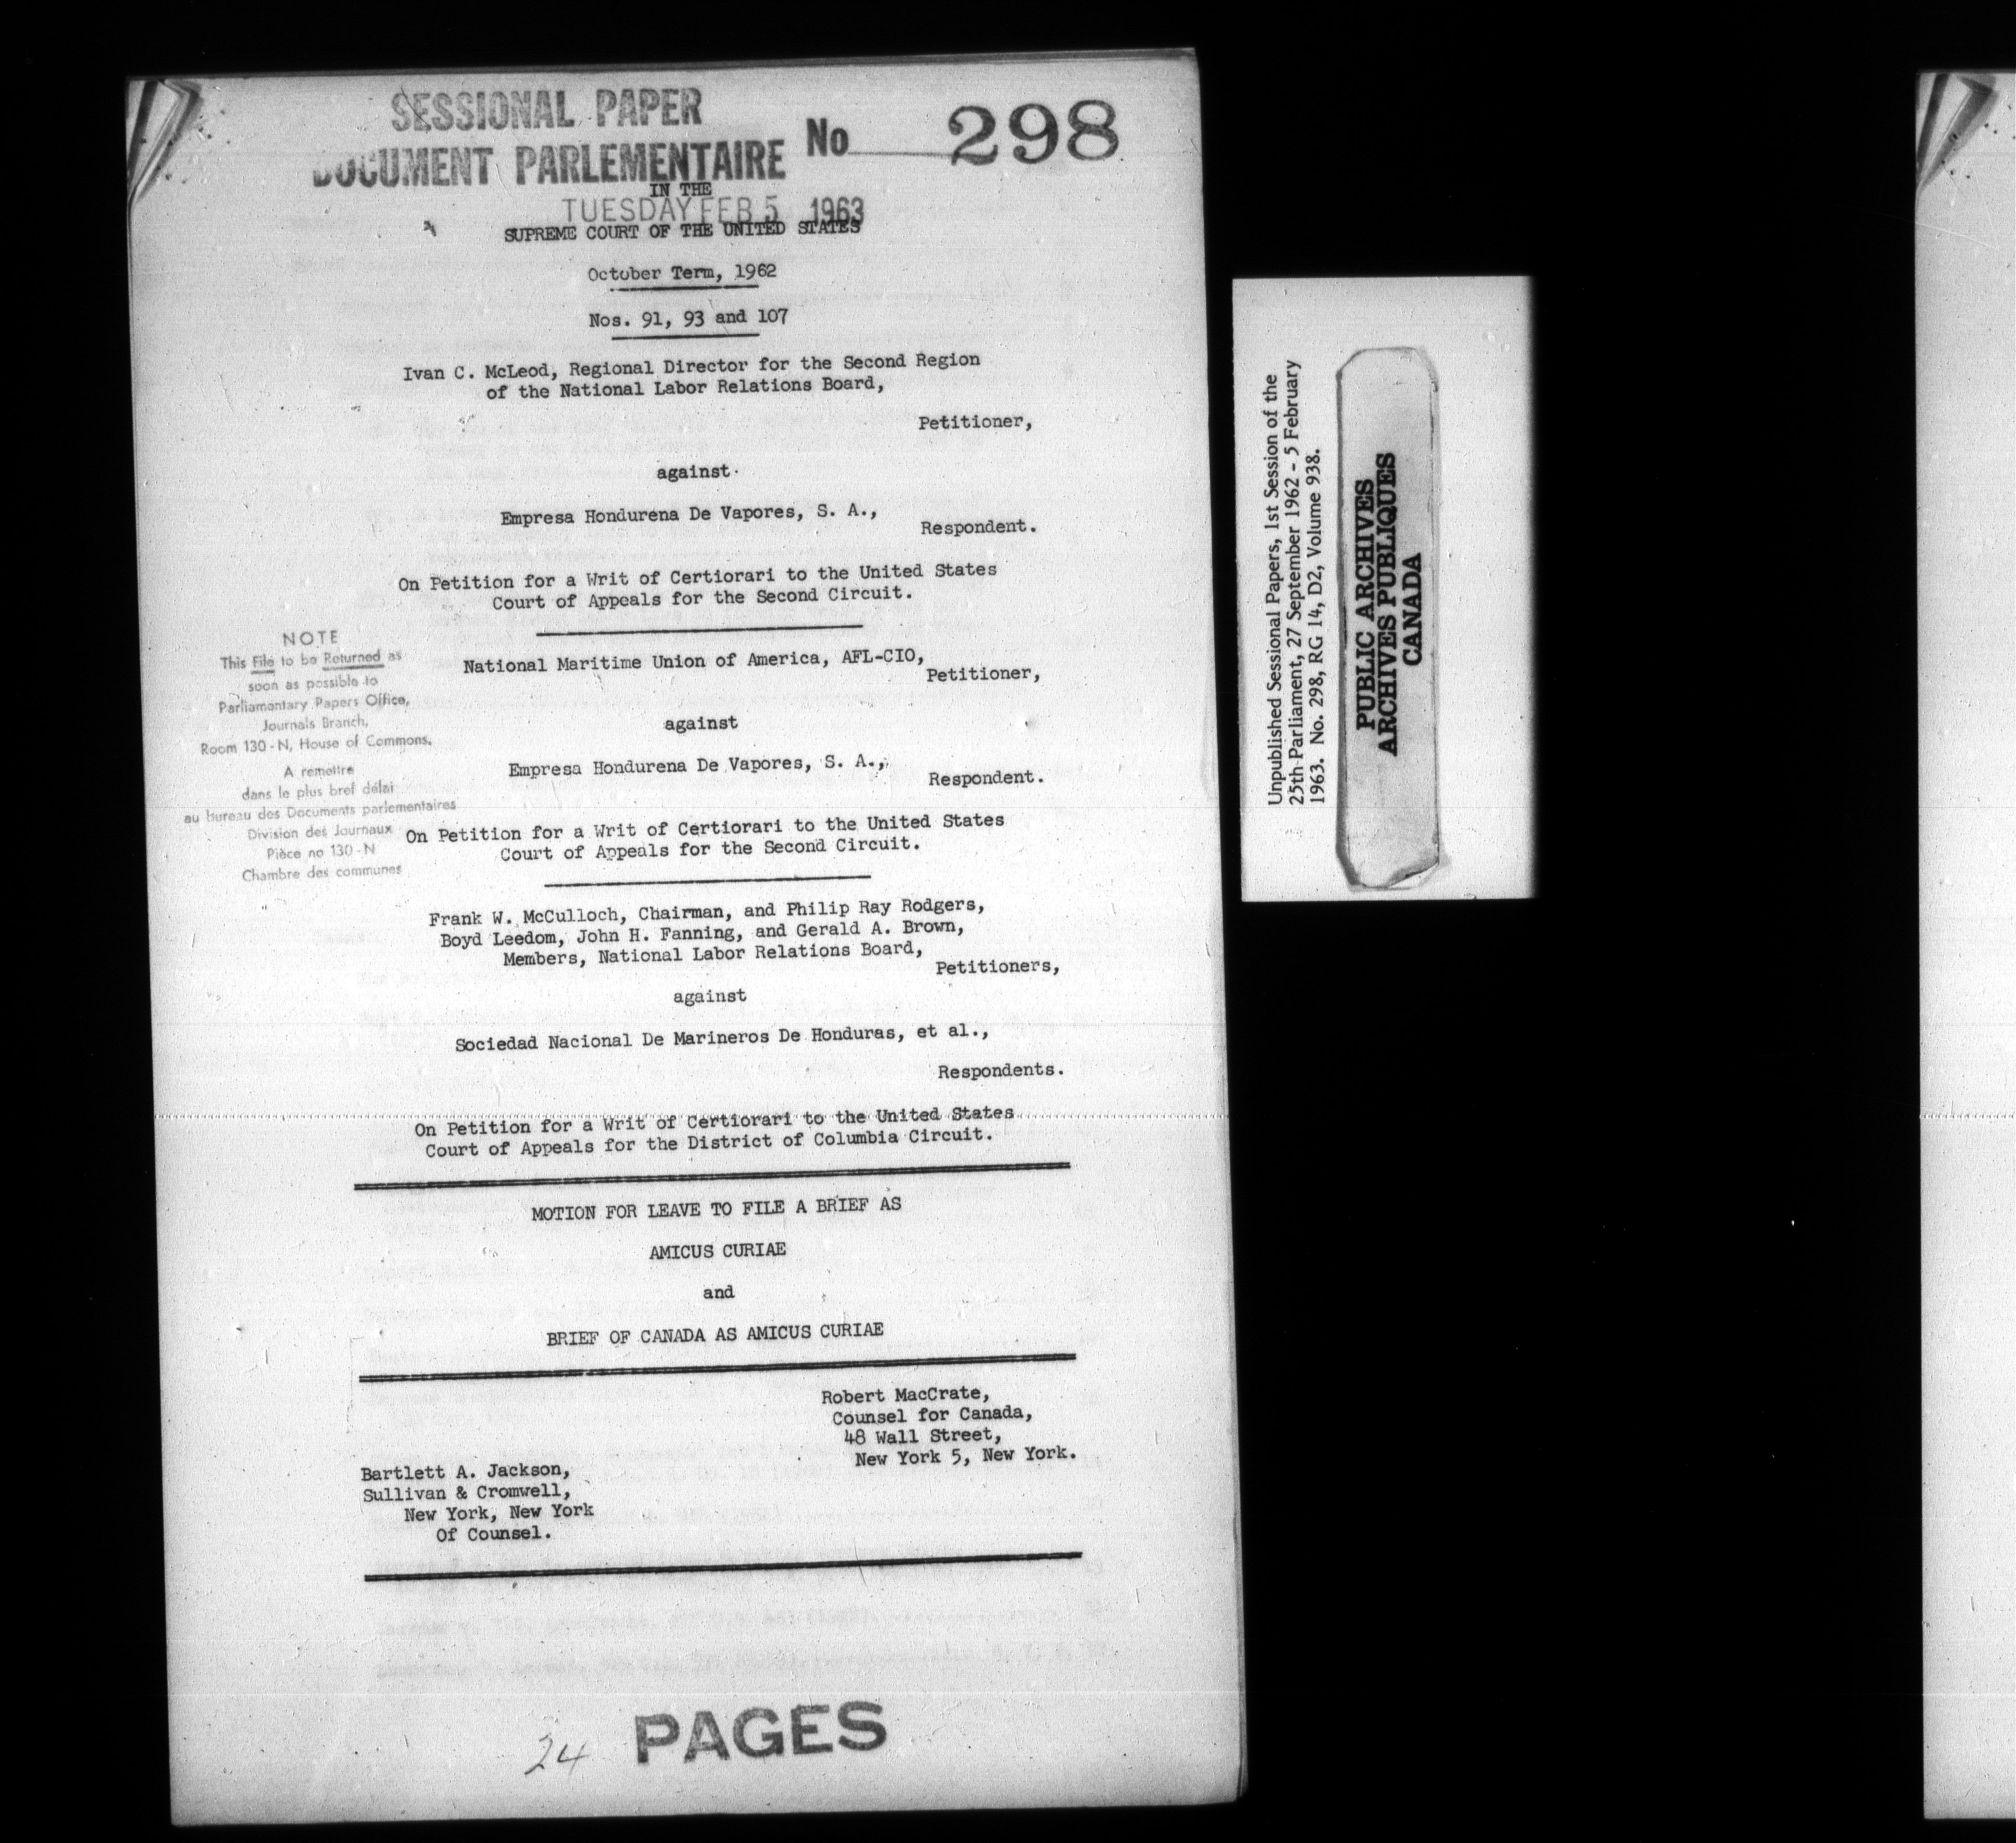 SESSIONAL PAPER
DOCUMENT PARLEMENTAIRE No 298
IN THE
TUESDAY FEB 5 1963
SUPREME COURT OF THE UNITED STATES
October Term, 1962
Nos. 91, 93 and 107
Ivan C. McLeod, Regional Director for the Second Region
of the National Labor Relations Board,
Petitioner,
against
Empresa Hondurena De Vapores, S. A.,
Respondent.
On Petition for a Writ of Certiorari to the United States
Court of Appeals for the Second Circuit.
National Maritime Union of America, AFL-CIO,
Petitioner,
against
Empresa Hondurena De Vapores, S. A.,
Respondent.
On Petition for a Writ of Certiorari to the United States
Court of Appeals for the Second Circuit.
NOTE
This File to be Returned as
soon as possible to
Parliamentary Papers Office,
Journals Branch,
Room 130-N, House of Commons.
A remettre
dans le plus bref délai
au bureau des Documents parlementaires
Division des Journaux
Pièce no 130-N
Chambre des communes
Frank W. McCulloch, Chairman, and Philip Ray Rodgers,
Boyd Leedom, John H. Fanning, and Gerald A. Brown,
Members, National Labor Relations Board,
Petitioners,
against
Sociedad Nacional De Marineros De Honduras, et al.,
Respondents.
On Petition for a Writ of Certiorari to the United States
Court of Appeals for the District of Columbia Circuit.
MOTION FOR LEAVE TO FILE A BRIEF AS
AMICUS CURIAE
and
BRIEF OF CANADA AS AMICUS CURIAE
Robert MacCrate,
Counsel for Canada,
48 Wall Street,
New York 5, New York.
Bartlett A. Jackson,
Sullivan & Cromwell,
New York, New York
Of Counsel.
24 PAGES
Unpublished Sessional Papers, 1st Session of the
25th Parliament, 27 September 1962 - 5 February
1963. No. 298, RG 14, D2, Volume 938.
PUBLIC ARCHIVES
ARCHIVES PUBLIQUES
CANADA